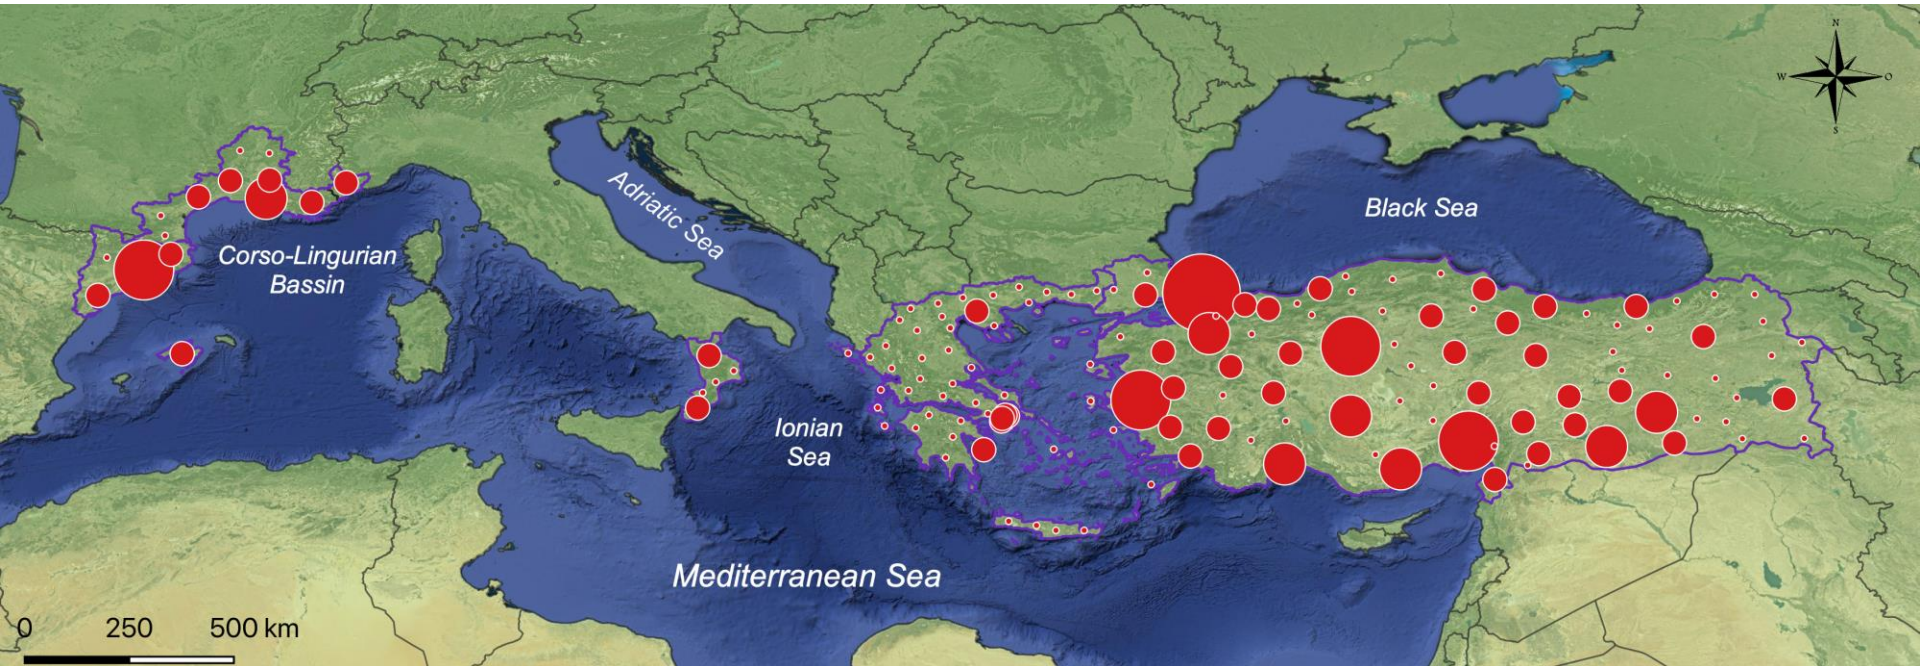 N
W
O
S
Adriatic Sea
Black Sea
Corso-Lingurian
Bassin
Ionian
Sea
Mediterranean Sea
0 250 500 km